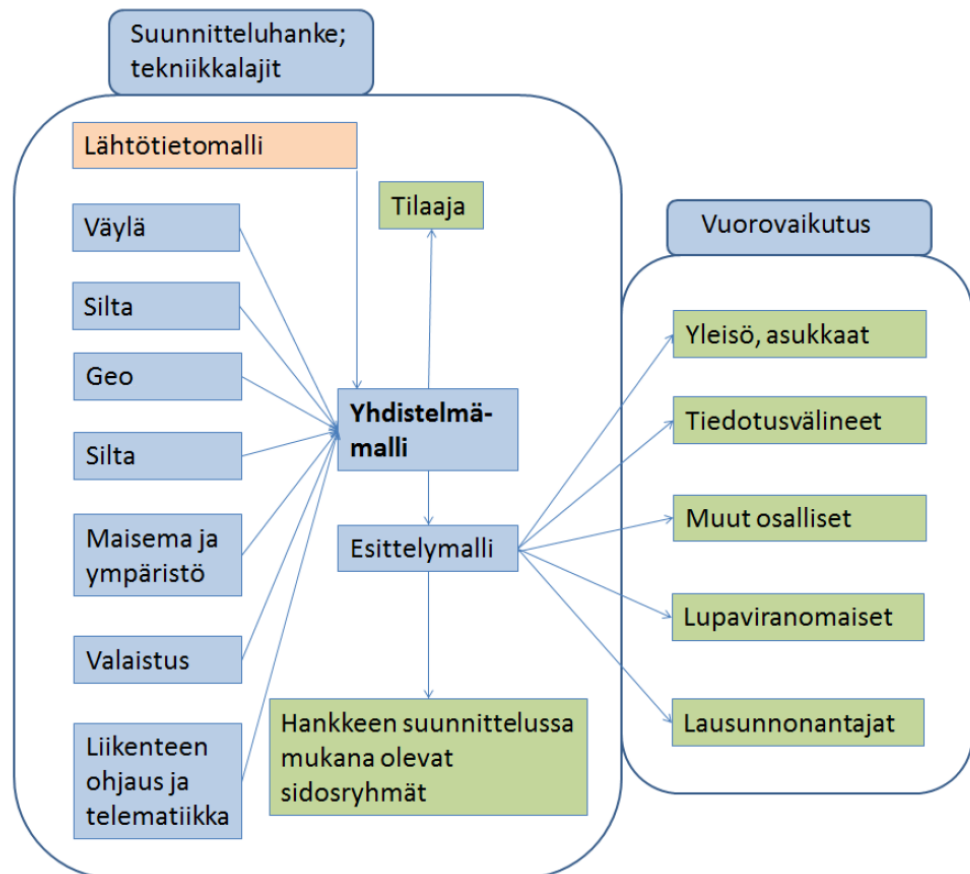 Suunnitteluhanke;
tekniikkalajit
Lähtötietomalli
Väylä
Silta
Geo
Silta
Maisema ja
ympäristö
Valaistus
Liikenteen
ohjaus ja
telematiikka
Tilaaja
Yhdistelmä-
malli
Esittelymalli
Hankkeen suunnittelussa
mukana olevat
sidosryhmät
Vuorovaikutus
Yleisö, asukkaat
Tiedotusvälineet
Muut osalliset
Lupaviranomaiset
Lausunnonantajat